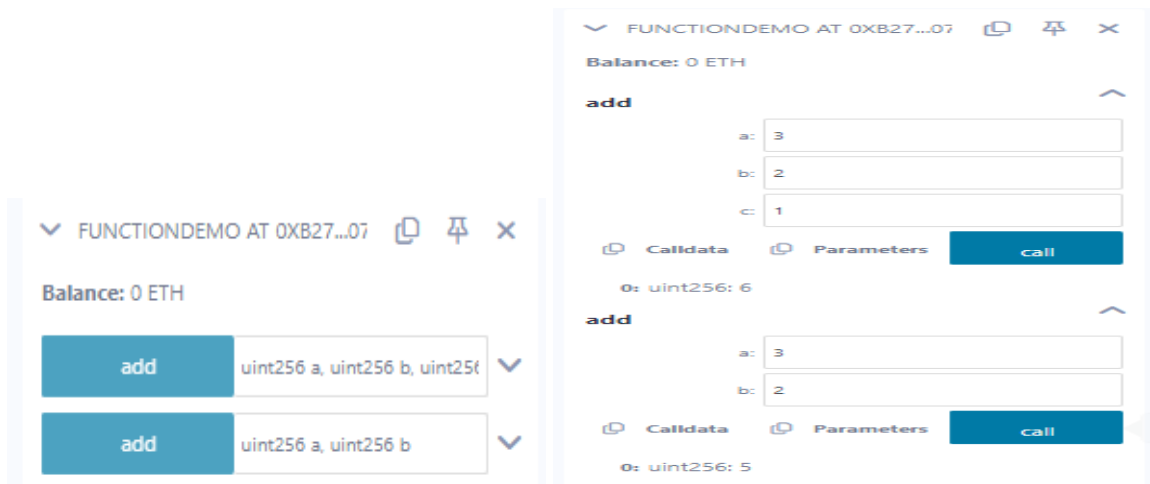 FUNCTIONDEMO AT 0XB27...07
Balance: 0 ETH
add uint256 a, uint256 b, uint256
add uint256 a, uint256 b
FUNCTIONDEMO AT 0XB27...07
Balance: 0 ETH
add
a: 3
b: 2
c: 1
Calldata Parameters call
0: uint256: 6
add
a: 3
b: 2
Calldata Parameters call
0: uint256: 5